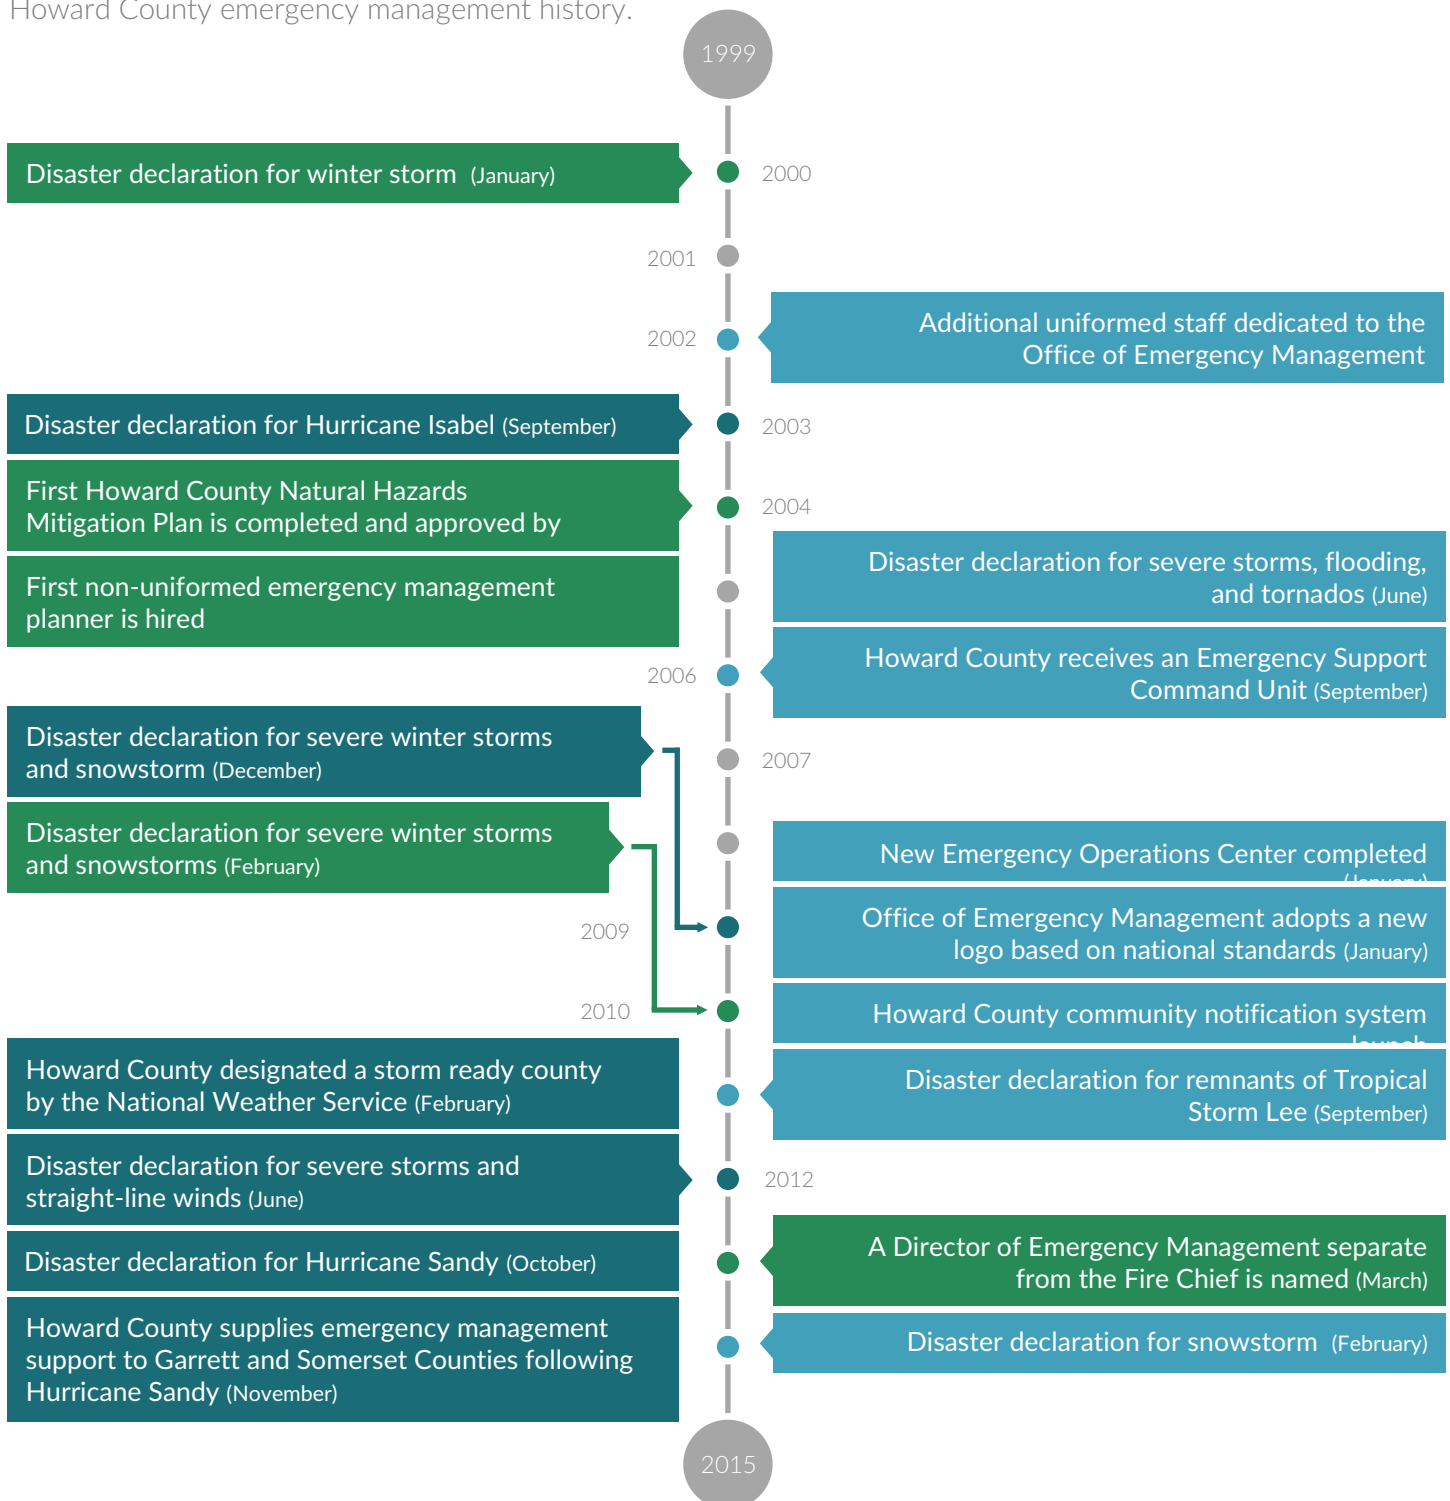 Howard County emergency management history.
1999
Disaster declaration for winter storm (January)
2000
2001
2002
Additional uniformed staff dedicated to the
Office of Emergency Management
Disaster declaration for Hurricane Isabel (September)
2003
First Howard County Natural Hazards
Mitigation Plan is completed and approved by
2004
First non-uniformed emergency management
planner is hired
Disaster declaration for severe storms, flooding,
and tornados (June)
2006
Howard County receives an Emergency Support
Command Unit (September)
Disaster declaration for severe winter storms
and snowstorm (December)
2007
Disaster declaration for severe winter storms
and snowstorms (February)
New Emergency Operations Center completed
(January)
2009
Office of Emergency Management adopts a new
logo based on national standards (January)
2010
Howard County community notification system
launch
Howard County designated a storm ready county
by the National Weather Service (February)
Disaster declaration for remnants of Tropical
Storm Lee (September)
Disaster declaration for severe storms and
straight-line winds (June)
2012
Disaster declaration for Hurricane Sandy (October)
A Director of Emergency Management separate
from the Fire Chief is named (March)
Howard County supplies emergency management
support to Garrett and Somerset Counties following
Hurricane Sandy (November)
Disaster declaration for snowstorm (February)
2015